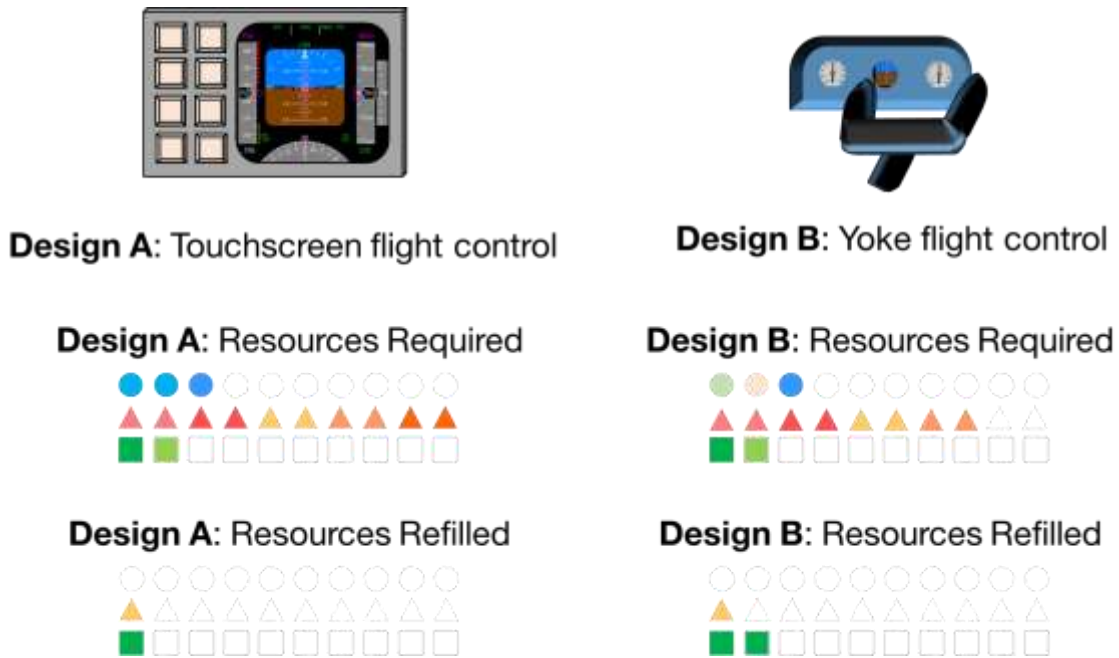 Design A: Touchscreen flight control
Design B: Yoke flight control
Design A: Resources Required
Design B: Resources Required
Design A: Resources Refilled
Design B: Resources Refilled